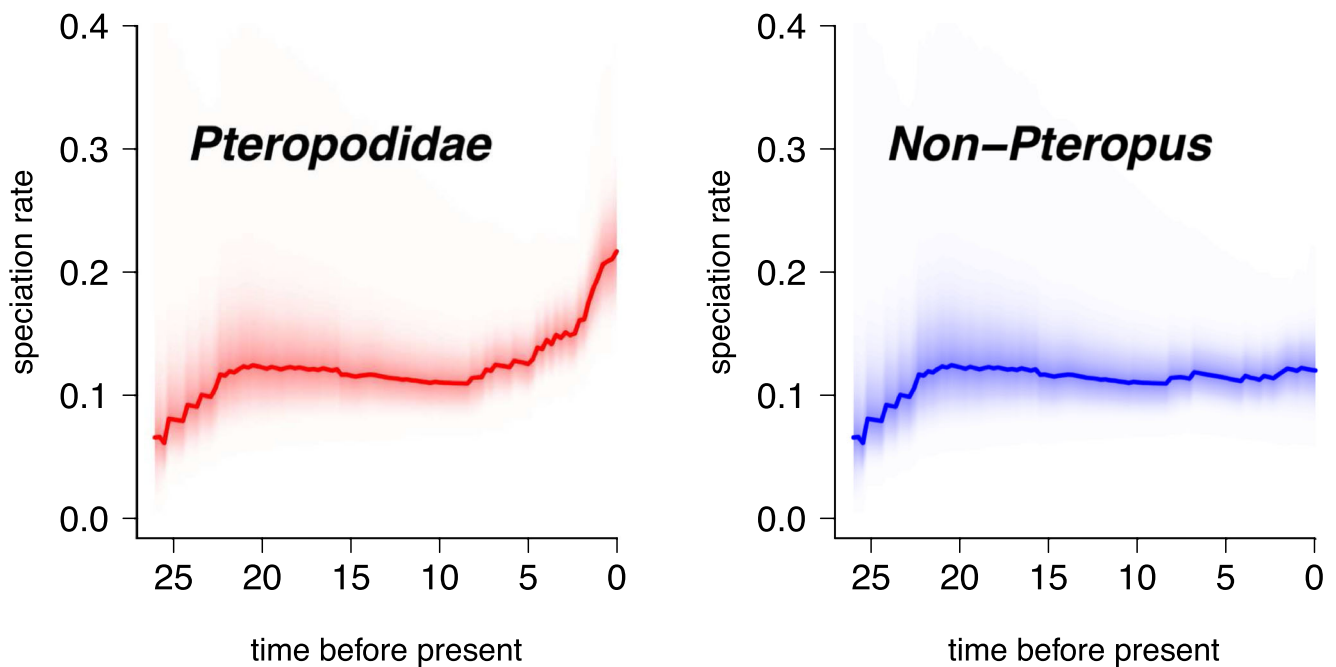 Pteropodidae
speciation rate
0.4
0.3
0.2
0.1
0.0
25 20 15 10 5 0
time before present
Non–Pteropus
speciation rate
0.4
0.3
0.2
0.1
0.0
25 20 15 10 5 0
time before present